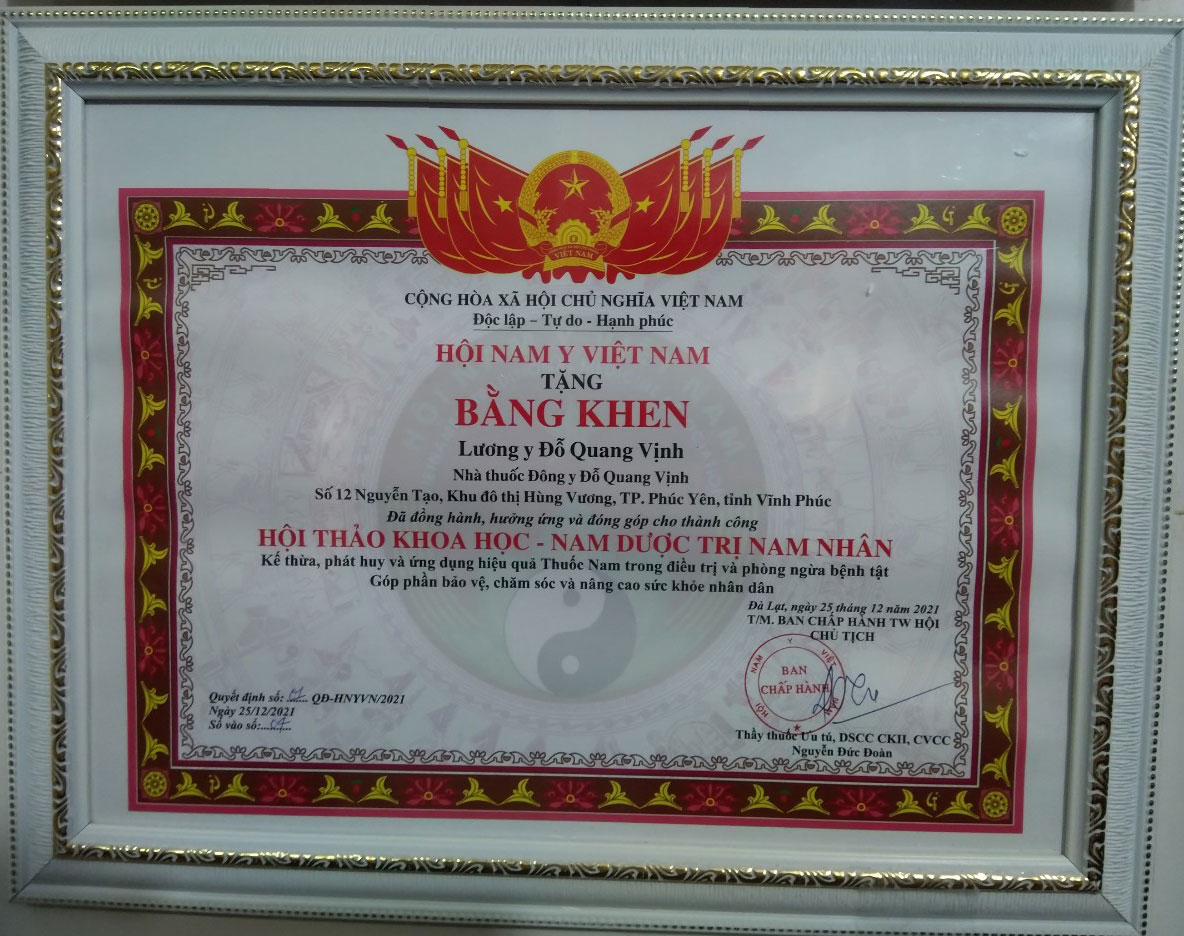 VIỆT NAM
CỘNG HÒA XÃ HỘI CHỦ NGHĨA VIỆT NAM
Độc lập – Tự do - Hạnh phúc
HỘI NAM Y VIỆT NAM
TẶNG
BẰNG KHEN
Lương y Đỗ Quang Vịnh
Nhà thuốc Đông y Đỗ Quang Vịnh
Số 12 Nguyễn Tạo, Khu đô thị Hùng Vương, TP. Phúc Yên, tỉnh Vĩnh Phúc
Đã đồng hành, hưởng ứng và đóng góp cho thành công
HỘI THẢO KHOA HỌC - NAM DƯỢC TRỊ NAM NHÂN
Kế thừa, phát huy và ứng dụng hiệu quả Thuốc Nam trong điều trị và phòng ngừa bệnh tật
Góp phần bảo vệ, chăm sóc và nâng cao sức khỏe nhân dân
Đà Lạt, ngày 25 tháng 12 năm 2021
T/M. BAN CHẤP HÀNH TW HỘI
CHỦ TỊCH
HỘI NAM Y VIỆT NAM
BAN
CHẤP HÀNH
Quyết định số: QĐ-HNYVN/2021
Ngày 25/12/2021
Số vào sổ:
Thầy thuốc Ưu tú, DSCC CKII, CVCC
Nguyễn Đức Đoàn